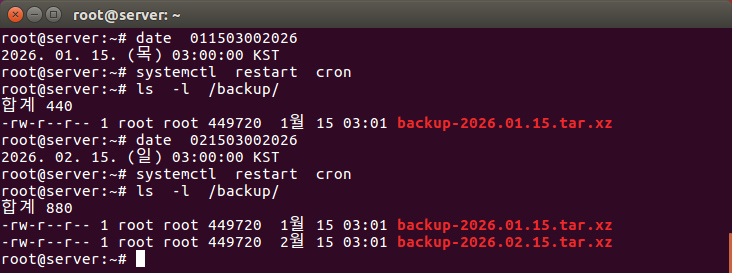 root@server: ~
root@server:~# date  011503002026
2026. 01. 15. (목) 03:00:00 KST
root@server:~# systemctl  restart  cron
root@server:~# ls  -l  /backup/
합계 440
-rw-r--r-- 1 root root 449720  1월  15 03:01 backup-2026.01.15.tar.xz
root@server:~# date  021503002026
2026. 02. 15. (일) 03:00:00 KST
root@server:~# systemctl  restart  cron
root@server:~# ls  -l  /backup/
합계 880
-rw-r--r-- 1 root root 449720  1월  15 03:01 backup-2026.01.15.tar.xz
-rw-r--r-- 1 root root 449720  2월  15 03:01 backup-2026.02.15.tar.xz
root@server:~#